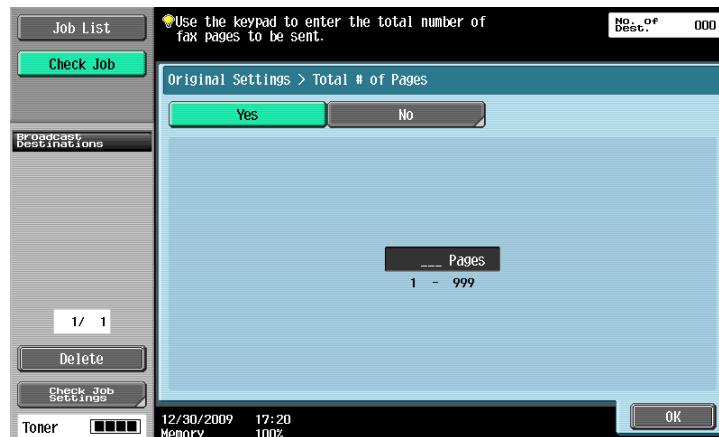 Job List
Check Job
Broadcast
Destinations
1/ 1
Delete
Check Job
Settings
Toner
Use the keypad to enter the total number of
fax pages to be sent.
No. of
Dest.
000
Original Settings > Total # of Pages
Yes
No
___ Pages
1 - 999
12/30/2009 17:20
Memory 100%
OK